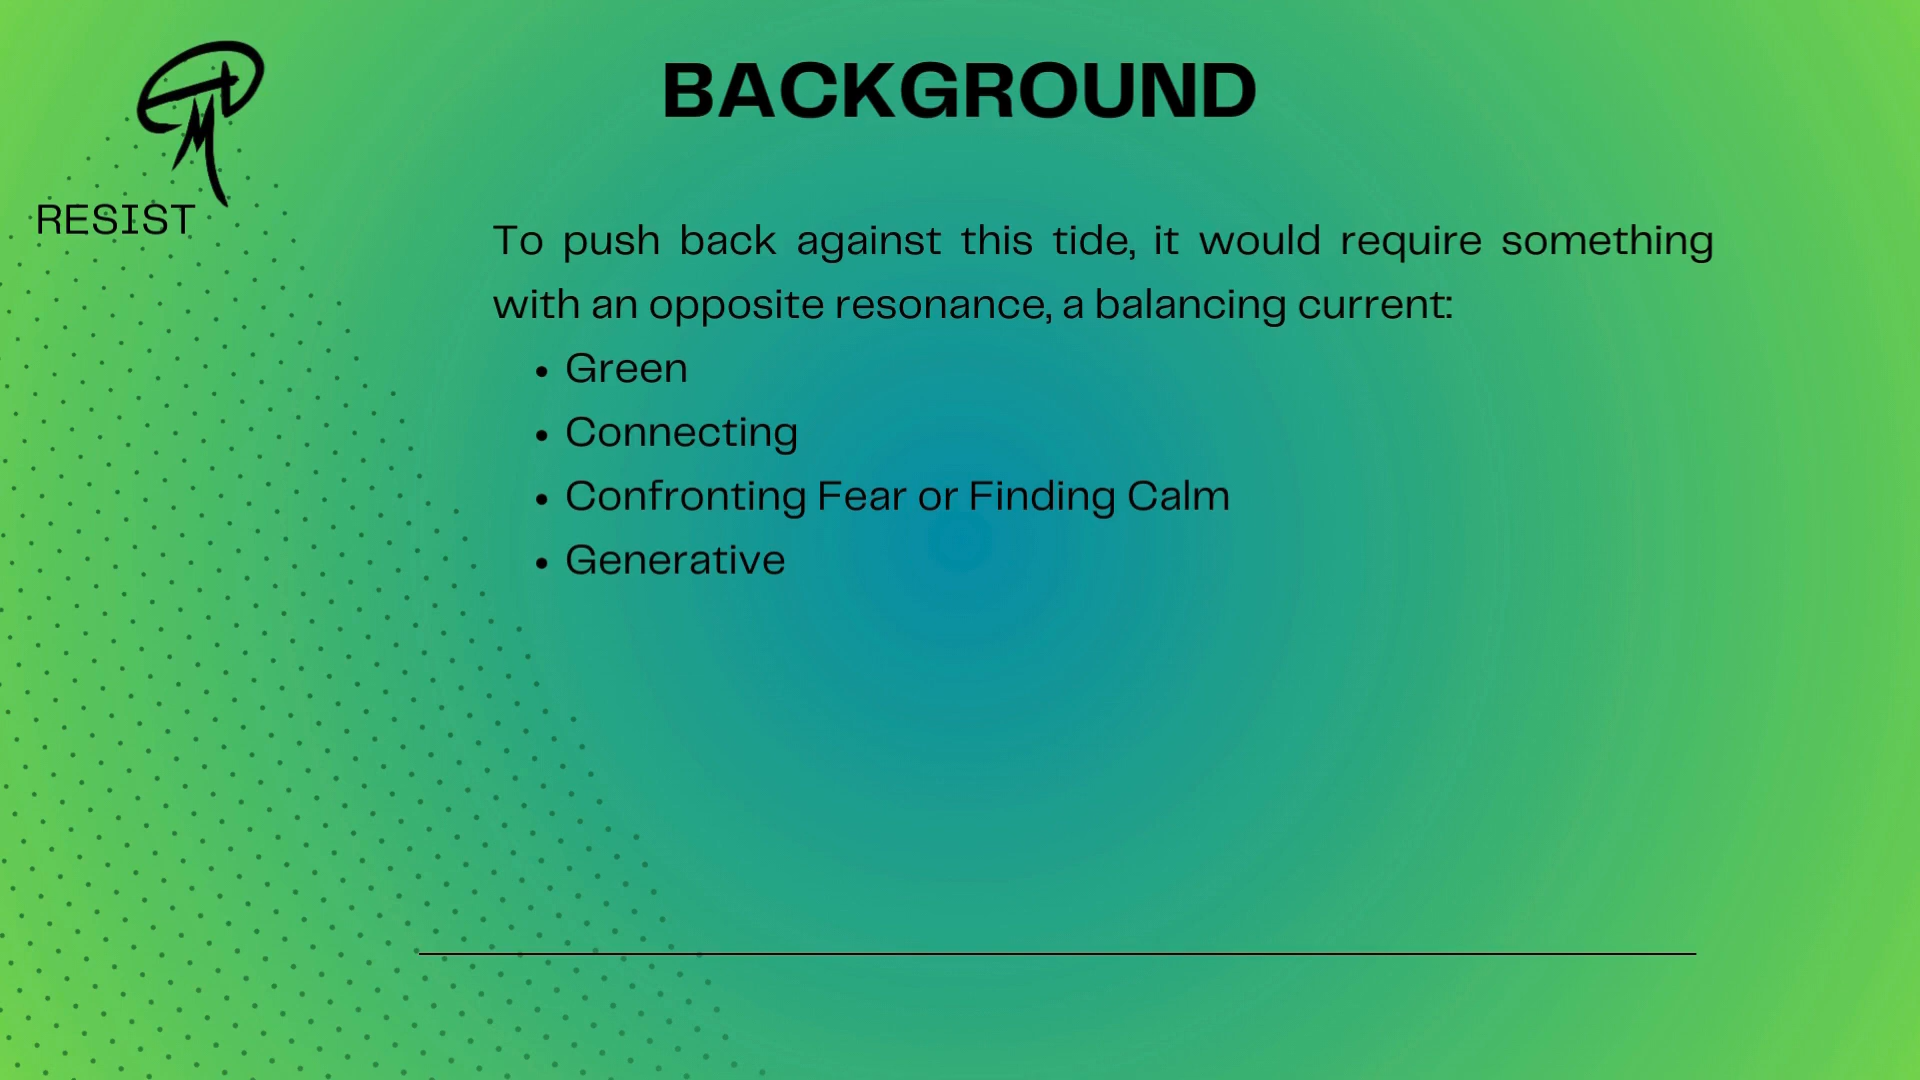 BACKGROUND
RESIST
To push back against this tide, it would require something
with an opposite resonance, a balancing current:
• Green
• Connecting
• Confronting Fear or Finding Calm
• Generative